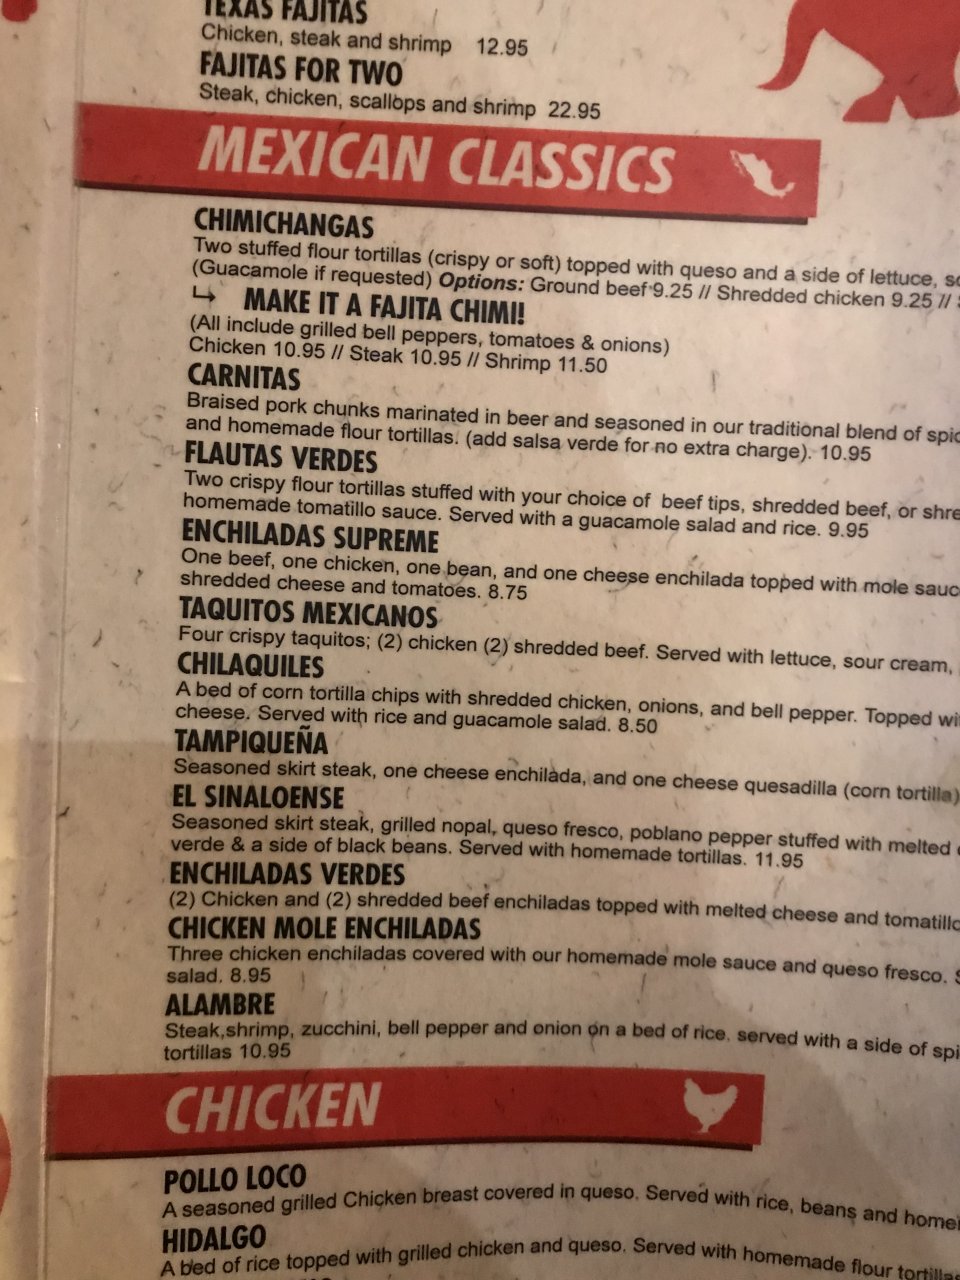 TEXAS FAJITAS
Chicken, steak and shrimp 12.95
FAJITAS FOR TWO
Steak, chicken, scallops and shrimp 22.95
MEXICAN CLASSICS
CHIMICHANGAS
Two stuffed flour tortillas (crispy or soft) topped with queso and a side of lettuce,
(Guacamole if requested) Options: Ground beef 9.25 // Shredded chicken 9.25 //
MAKE IT A FAJITA CHIMI!
(All include grilled bell peppers, tomatoes & onions)
Chicken 10.95 // Steak 10.95 // Shrimp 11.50
CARNITAS
Braised pork chunks marinated in beer and seasoned in our traditional blend of
and homemade flour tortillas. (add salsa verde for no extra charge). 10.95
FLAUTAS VERDES
Two crispy flour tortillas stuffed with your choice of beef tips, shredded beef, or
homemade tomatillo sauce. Served with a guacamole salad and rice. 9.95
ENCHILADAS SUPREME
One beef, one chicken, one bean, and one cheese enchilada topped with mole
shredded cheese and tomatoes. 8.75
TAQUITOS MEXICANOS
Four crispy taquitos; (2) chicken (2) shredded beef. Served with lettuce, sour cream,
CHILAQUILES
A bed of corn tortilla chips with shredded chicken, onions, and bell pepper. Topped
cheese. Served with rice and guacamole salad. 8.50
TAMPIQUEÑA
Seasoned skirt steak, one cheese enchilada, and one cheese quesadilla (corn tortilla)
EL SINALOENSE
Seasoned skirt steak, grilled nopal, queso fresco, poblano pepper stuffed with melted
verde & a side of black beans. Served with homemade tortillas. 11.95
ENCHILADAS VERDES
(2) Chicken and (2) shredded beef enchiladas topped with melted cheese and tomatillo
CHICKEN MOLE ENCHILADAS
Three chicken enchiladas covered with our homemade mole sauce and queso fresco.
salad. 8.95
ALAMBRE
Steak,shrimp, zucchini, bell pepper and onion on a bed of rice. served with a side of
tortillas 10.95
CHICKEN
POLLO LOCO
A seasoned grilled Chicken breast covered in queso. Served with rice, beans and
HIDALGO
A bed of rice topped with grilled chicken and queso. Served with homemade flour